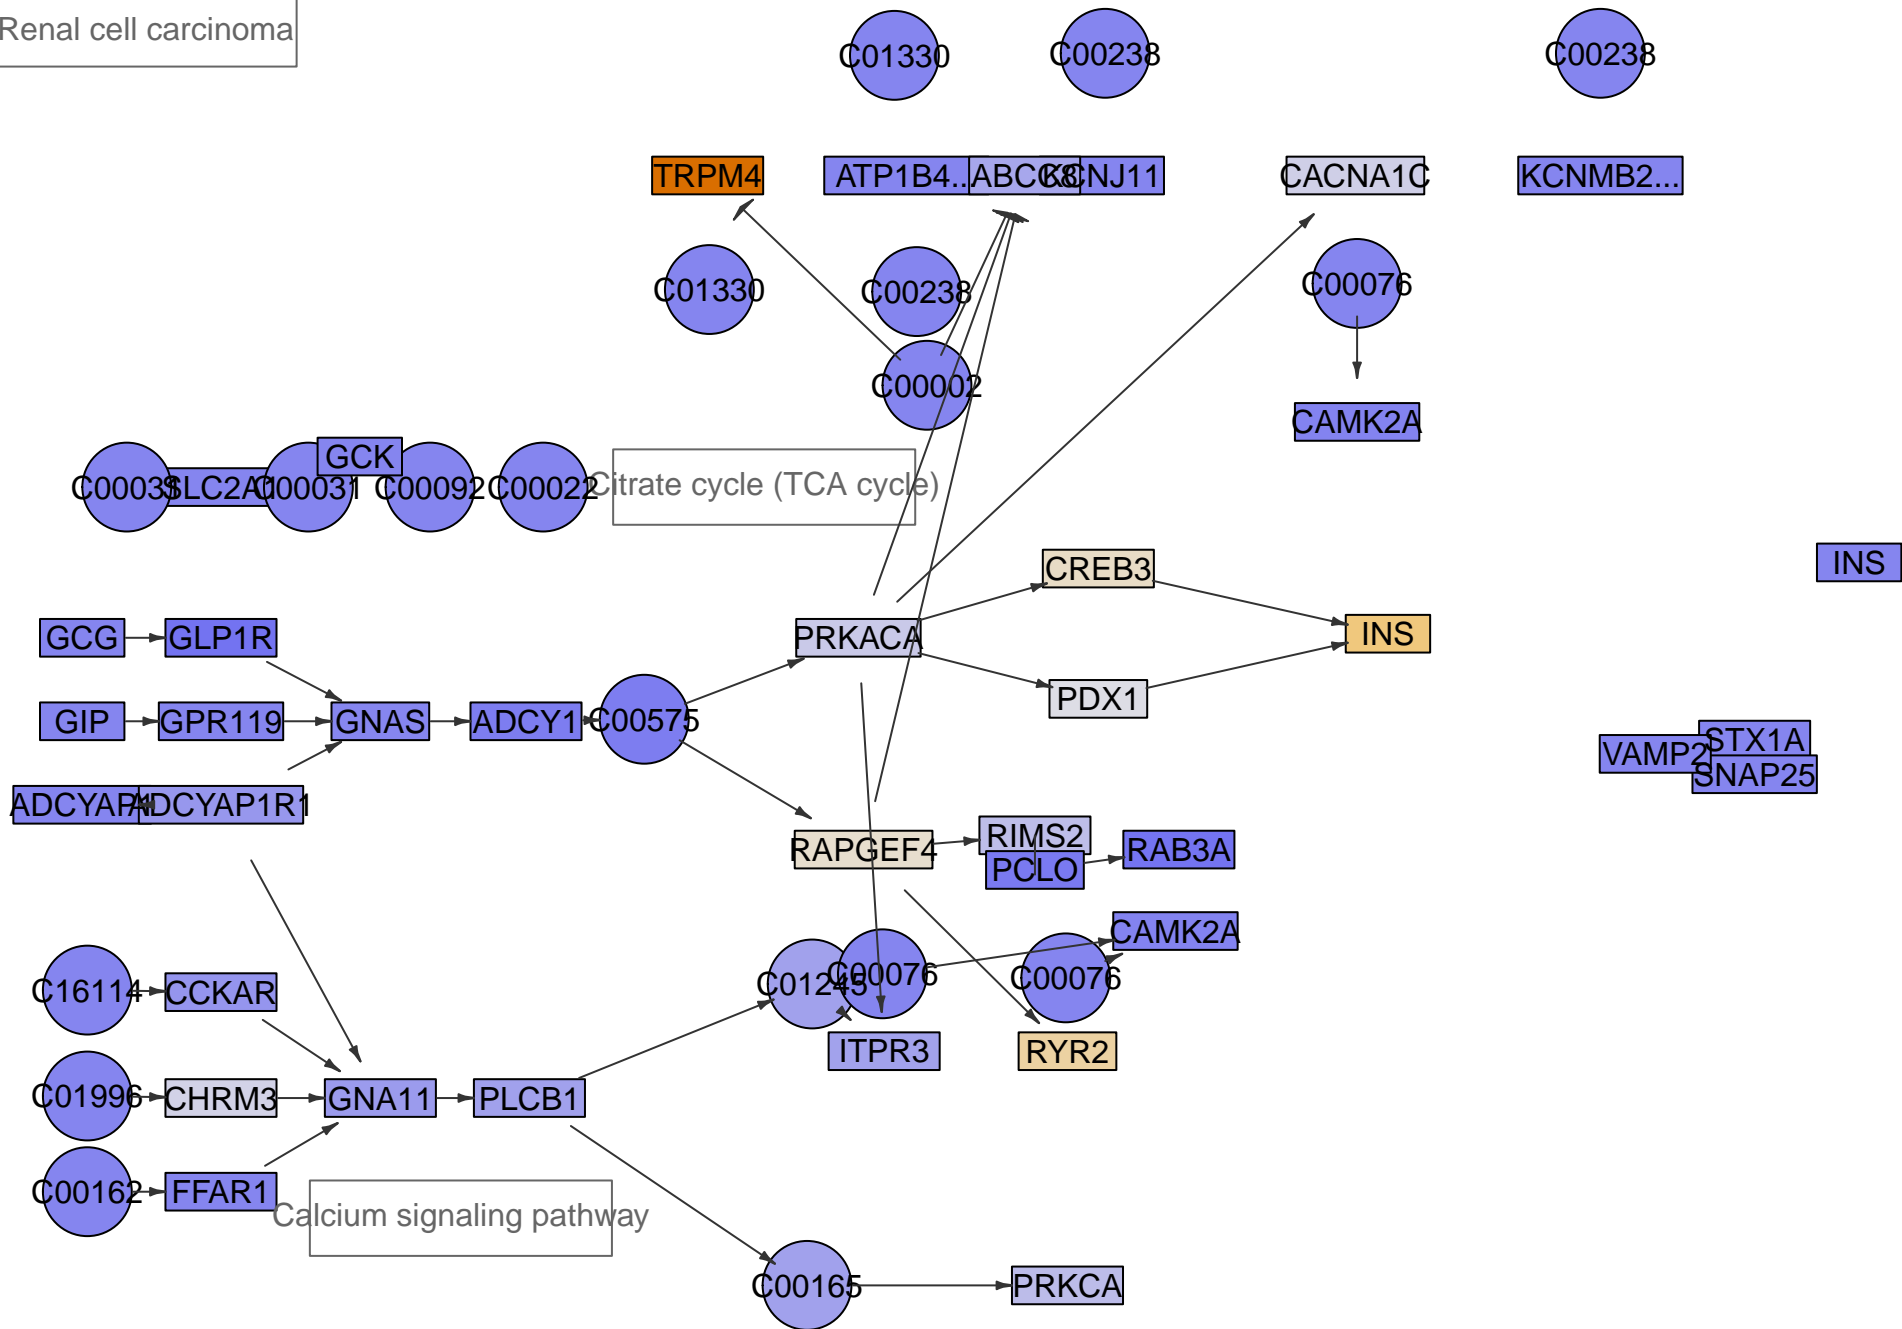 Renal cell carcinoma
C01330
C00238
C00238
TRPM4
ATP1B4...
ABCC8
KCNJ11
CACNA1C
KCNMB2...
C01330
C00238
C00076
C00002
CAMK2A
C00031
SLC2A1
C00031
GCK
C00092
C00022
Citrate cycle (TCA cycle)
CREB3
INS
GCG
GLP1R
PRKACA
INS
PDX1
GIP
GPR119
GNAS
ADCY1
C00575
VAMP2
STX1A
SNAP25
ADCYAP1
ADCYAP1R1
RAPGEF4
RIMS2
PCLO
RAB3A
CAMK2A
C16114
CCKAR
C01245
C00076
C00076
ITPR3
RYR2
C01996
CHRM3
GNA11
PLCB1
C00162
FFAR1
Calcium signaling pathway
C00165
PRKCA